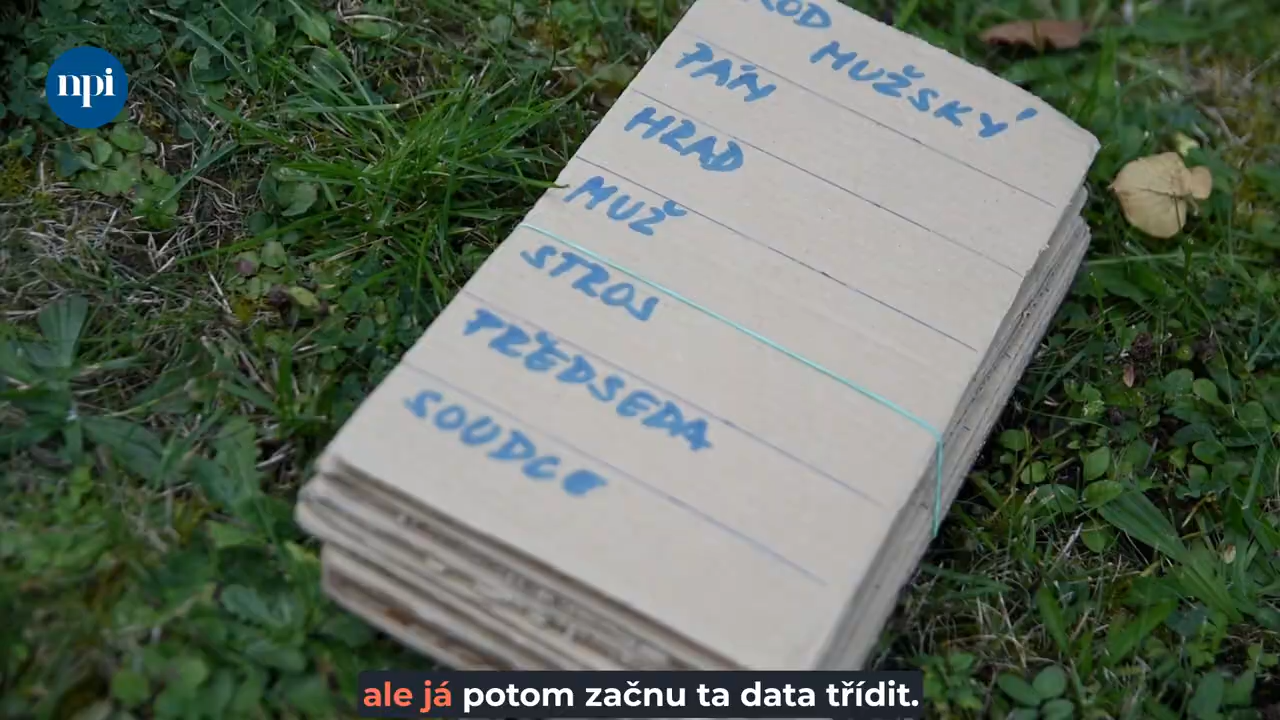 npi
ROD MUŽSKÝ
PÁN
HRAD
MUŽ
STROJ
PŘEDSEDA
SOUDCE
ale já potom začnu ta data třídit.